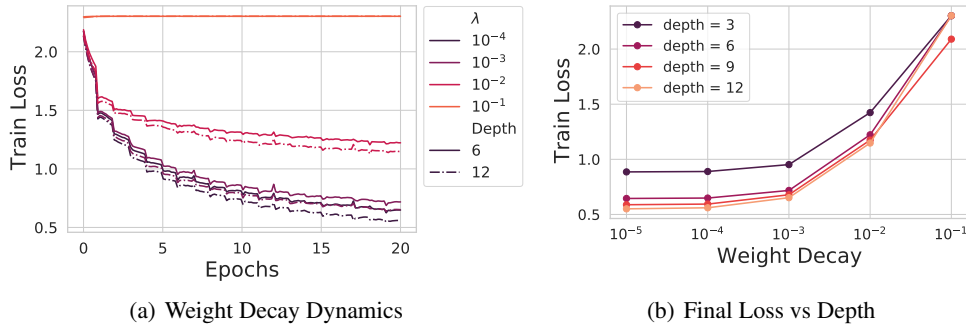 Train Loss
2.0
1.5
1.0
0.5
0
5
10
15
20
Epochs
λ
10⁻⁴
10⁻³
10⁻²
10⁻¹
Depth
6
12
(a) Weight Decay Dynamics
Train Loss
2.0
1.5
1.0
0.5
depth = 3
depth = 6
depth = 9
depth = 12
10⁻⁵
10⁻⁴
10⁻³
10⁻²
10⁻¹
Weight Decay
(b) Final Loss vs Depth